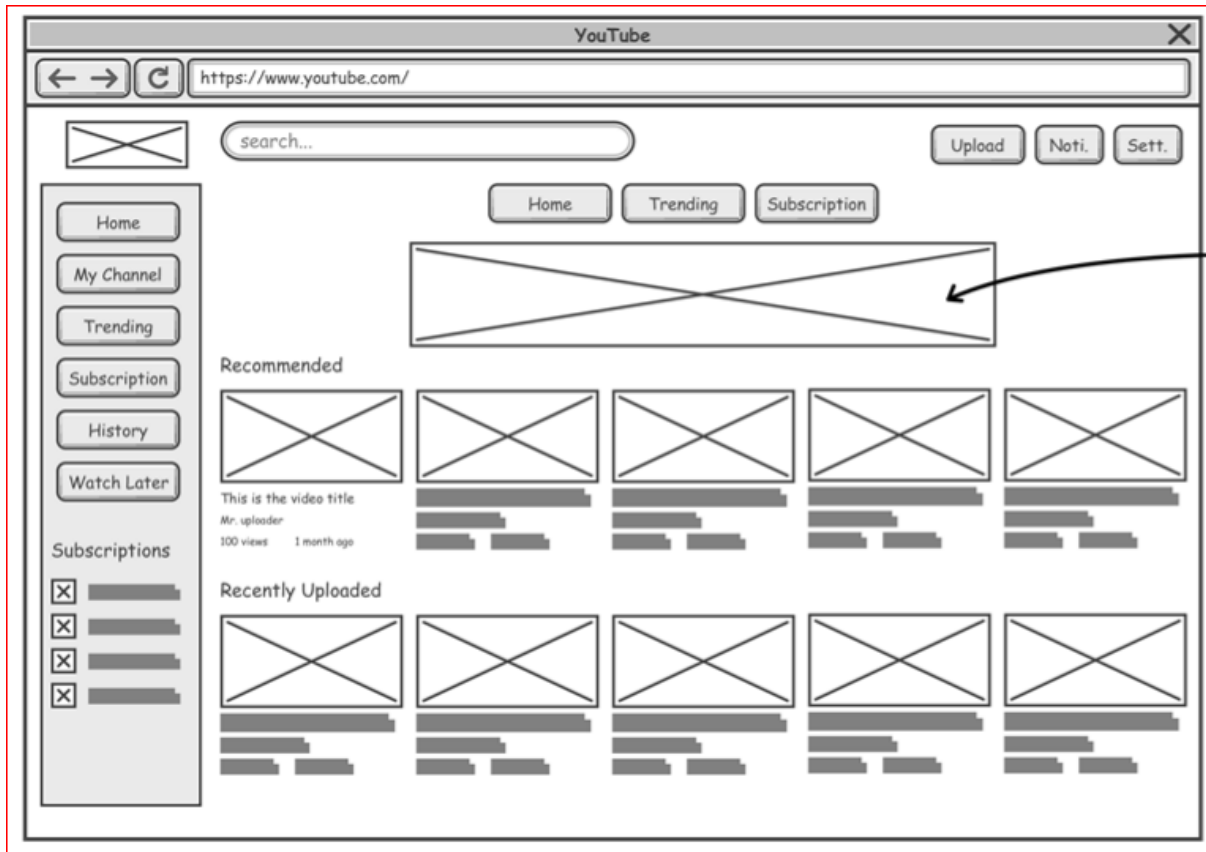 YouTube
https://www.youtube.com/
search...
Upload Noti. Sett.
Home Trending Subscription
Home
My Channel
Trending
Subscription
History
Watch Later
Subscriptions
Recommended
This is the video title
Mr. uploader
100 views 1 month ago
Recently Uploaded